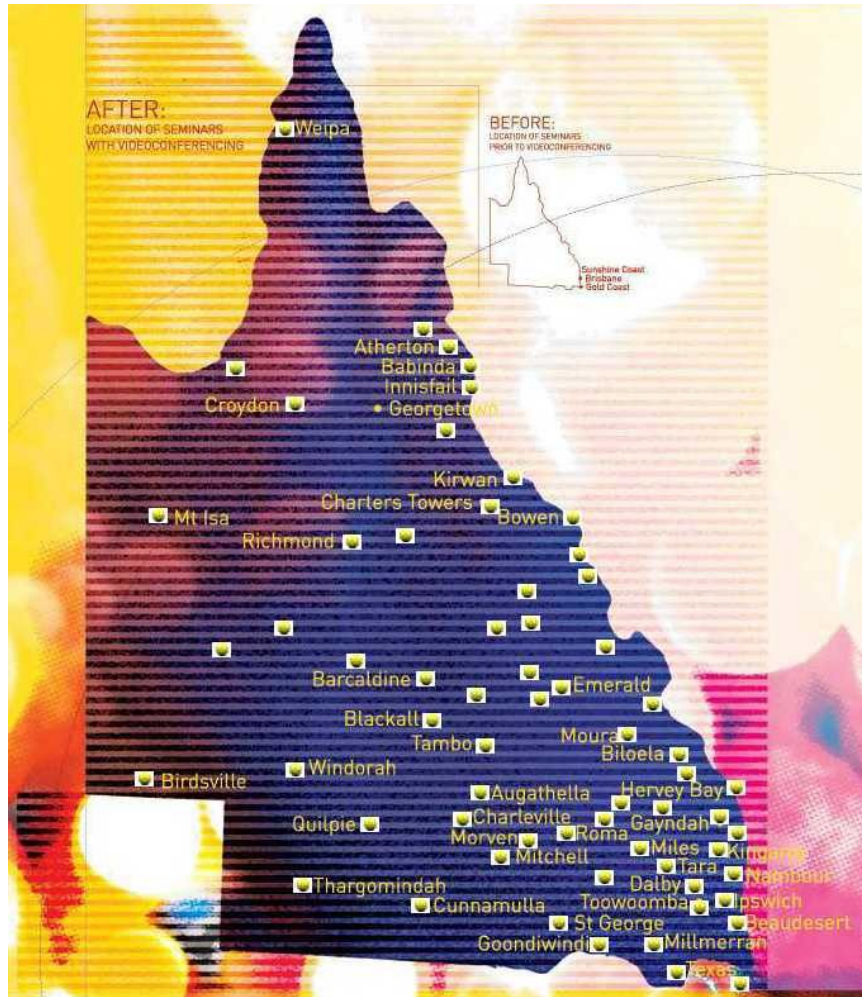 AFTER:
LOCATION OF SEMINARS
WITH VIDEOCONFERENCING
Weipa
BEFORE:
LOCATION OF SEMINARS
PRIOR TO VIDEOCONFERENCING
Sunshine Coast
Brisbane
Gold Coast
Atherton
Babinda
Innisfail
Croydon
Georgetown
Kirwan
Charters Towers
Bowen
Mt Isa
Richmond
Barcaldine
Emerald
Blackall
Tambo
Moura
Biloela
Birdsville
Windorah
Augathella
Hervey Bay
Quilpie
Charleville
Gayndah
Morven
Roma
Miles
Kingaroy
Mitchell
Tara
Nambour
Thargomindah
Dalby
Cunnamulla
Toowoomba
Ipswich
St George
Beaudesert
Goondiwindi
Millmerran
Texas